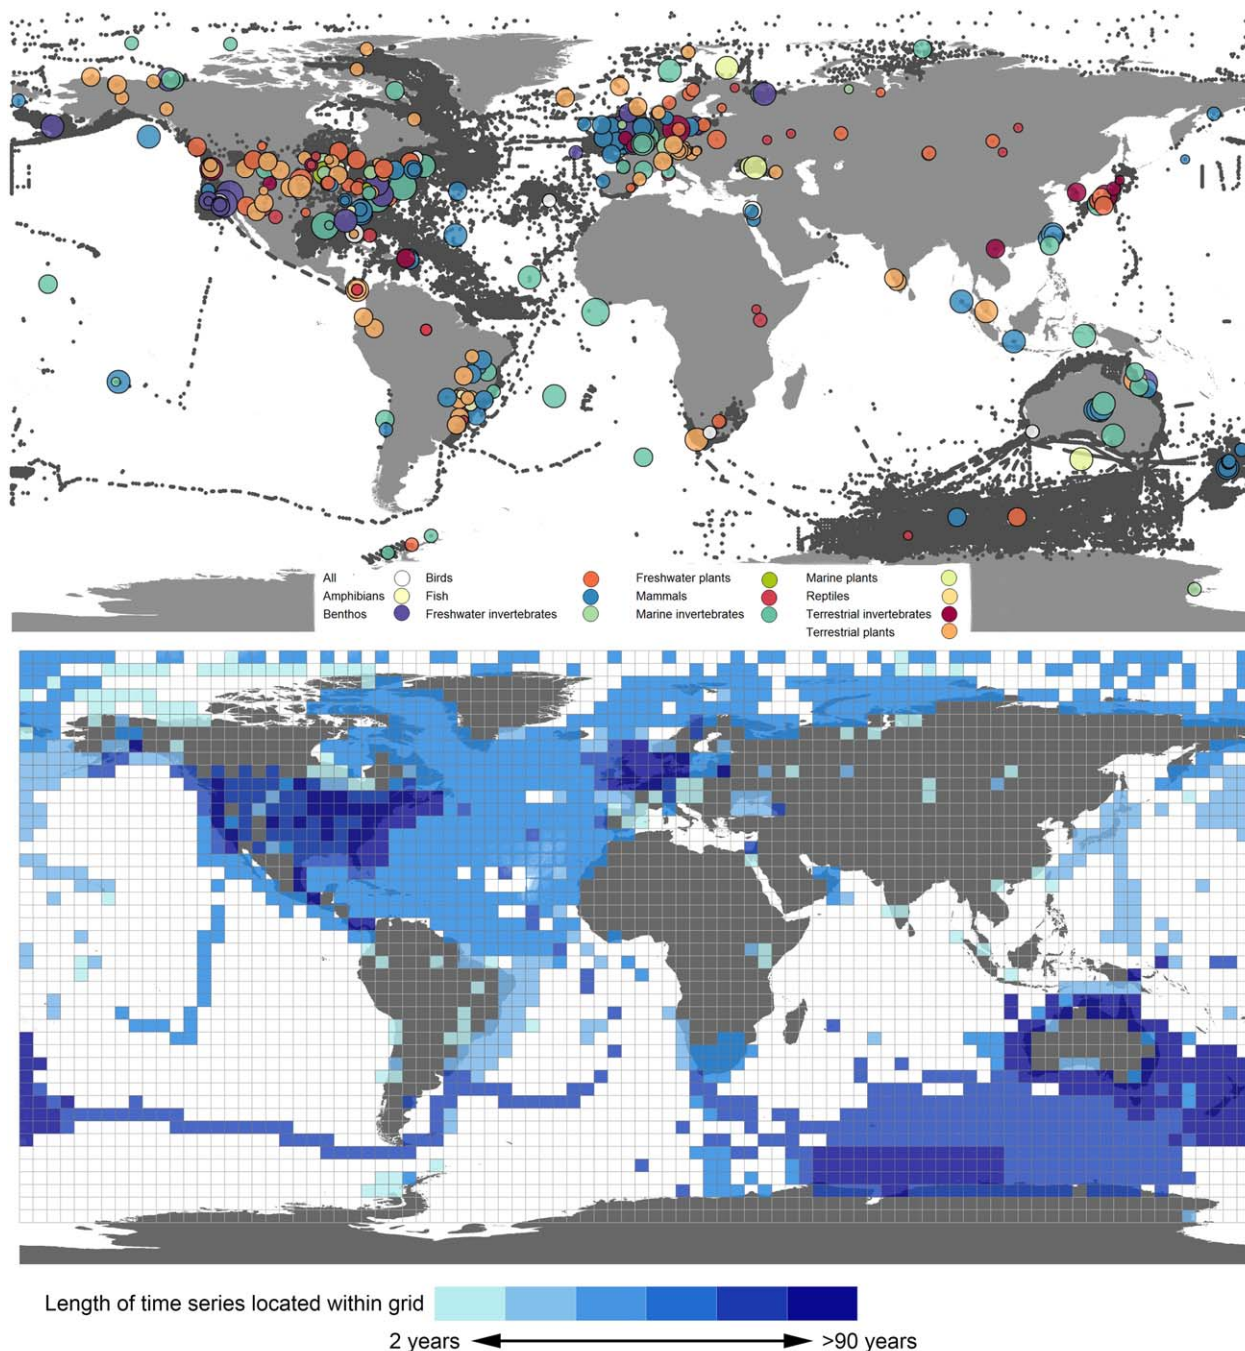 All Birds Freshwater plants Marine plants
Amphibians Fish Mammals Reptiles
Benthos Freshwater invertebrates Marine invertebrates Terrestrial invertebrates
Terrestrial plants
Length of time series located within grid
2 years >90 years